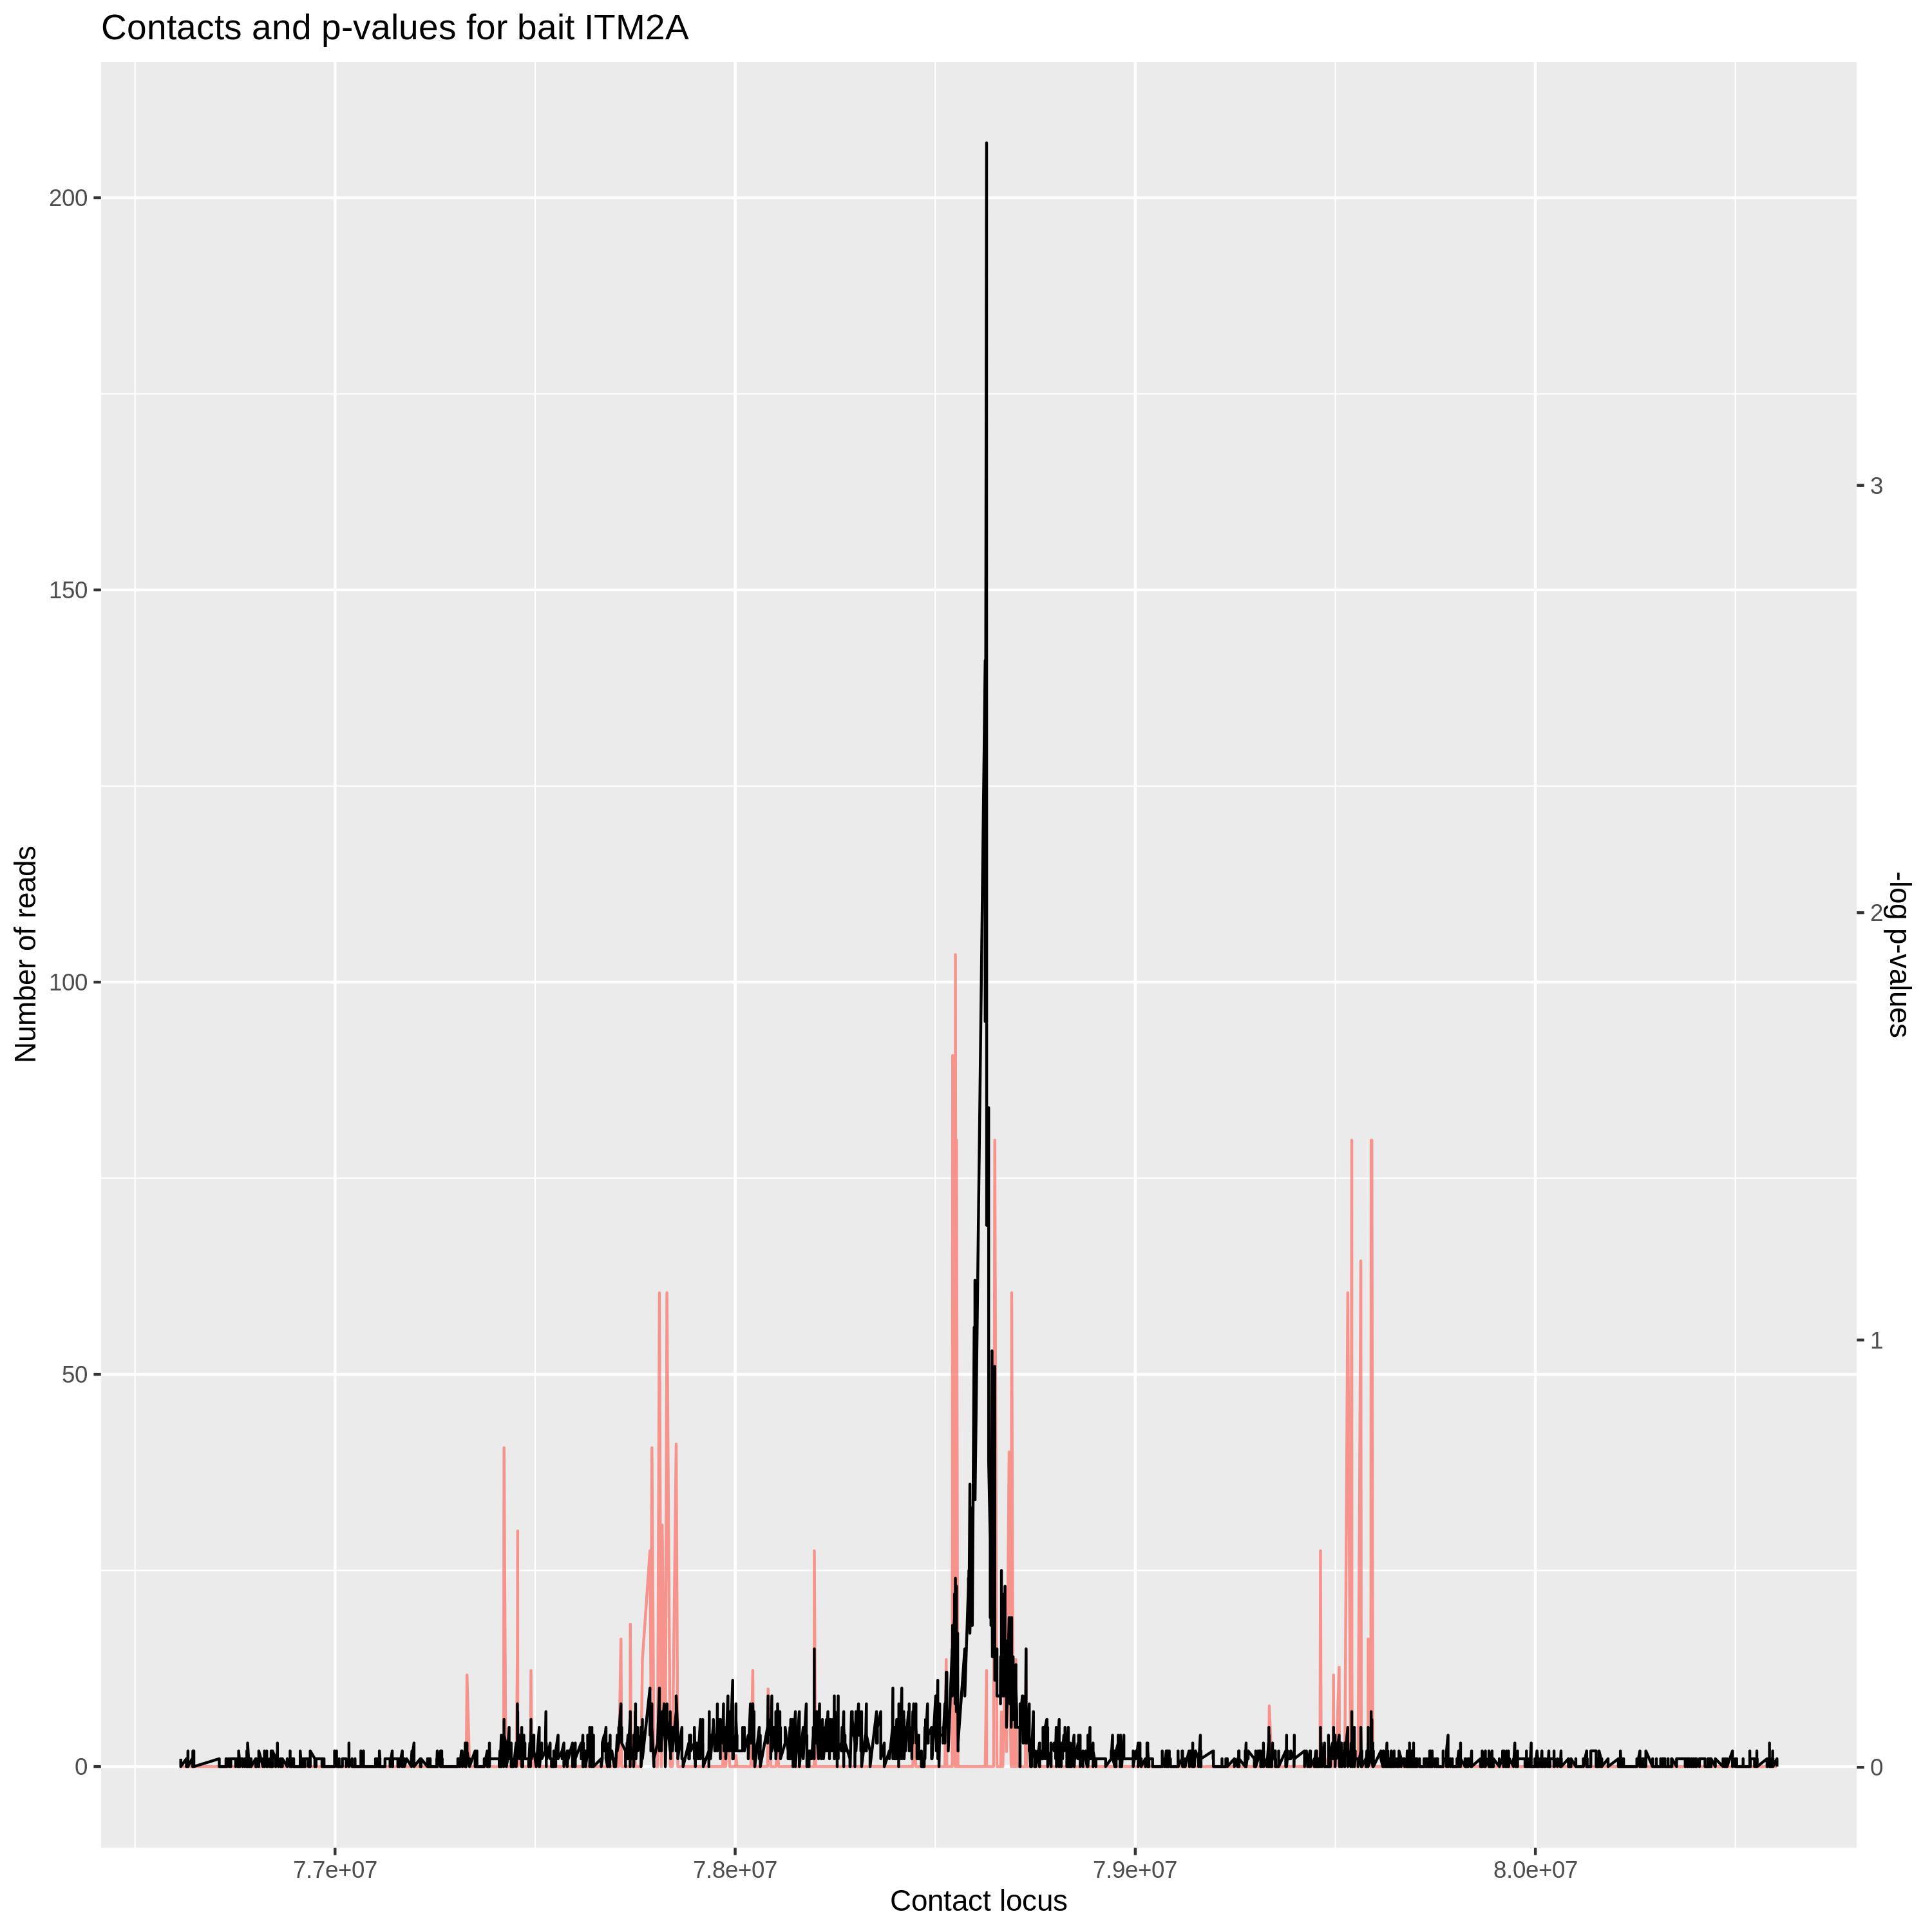 Contacts and p-values for bait ITM2A
200
150
100
50
0
Number of reads
3
2
1
0
-log p-values
7.7e+07
7.8e+07
7.9e+07
8.0e+07
Contact locus